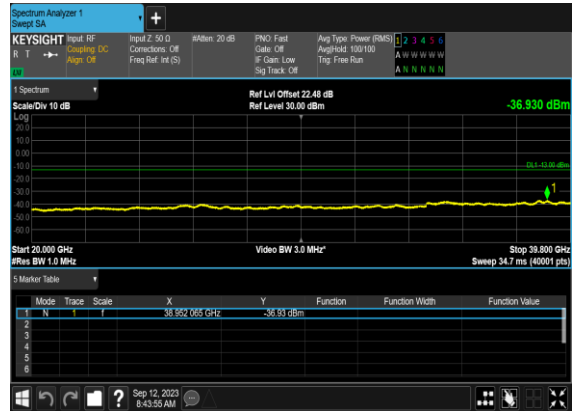 Spectrum Analyzer 1
Swept SA
+
KEYSIGHT Input: RF Input Z: 50 Ω #Atten: 20 dB PNO: Fast Avg Type: Power (RMS) 1 2 3 4 5 6
R T Coupling: DC Corrections: Off Gate: Off Avg|Hold: 100/100 A W W W W W
Align: Off Freq Ref: Int (S) IF Gain: Low Trig: Free Run
Sig Track: Off A N N N N N
1 Spectrum Ref Lvl Offset 22.48 dB
Scale/Div 10 dB Ref Level 30.00 dBm -36.930 dBm
Log
20.0
10.0
0.00
-10.0 DL1 -13.00 dBm
-20.0
-30.0 1
-40.0
-50.0
-60.0
Start 20.000 GHz Video BW 3.0 MHz* Stop 39.800 GHz
#Res BW 1.0 MHz Sweep 34.7 ms (40001 pts)
5 Marker Table
Mode Trace Scale X Y Function Function Width Function Value
1 N 1 f 38.952 065 GHz -36.93 dBm
2
3
4
5
6
? Sep 12, 2023
8:43:55 AM